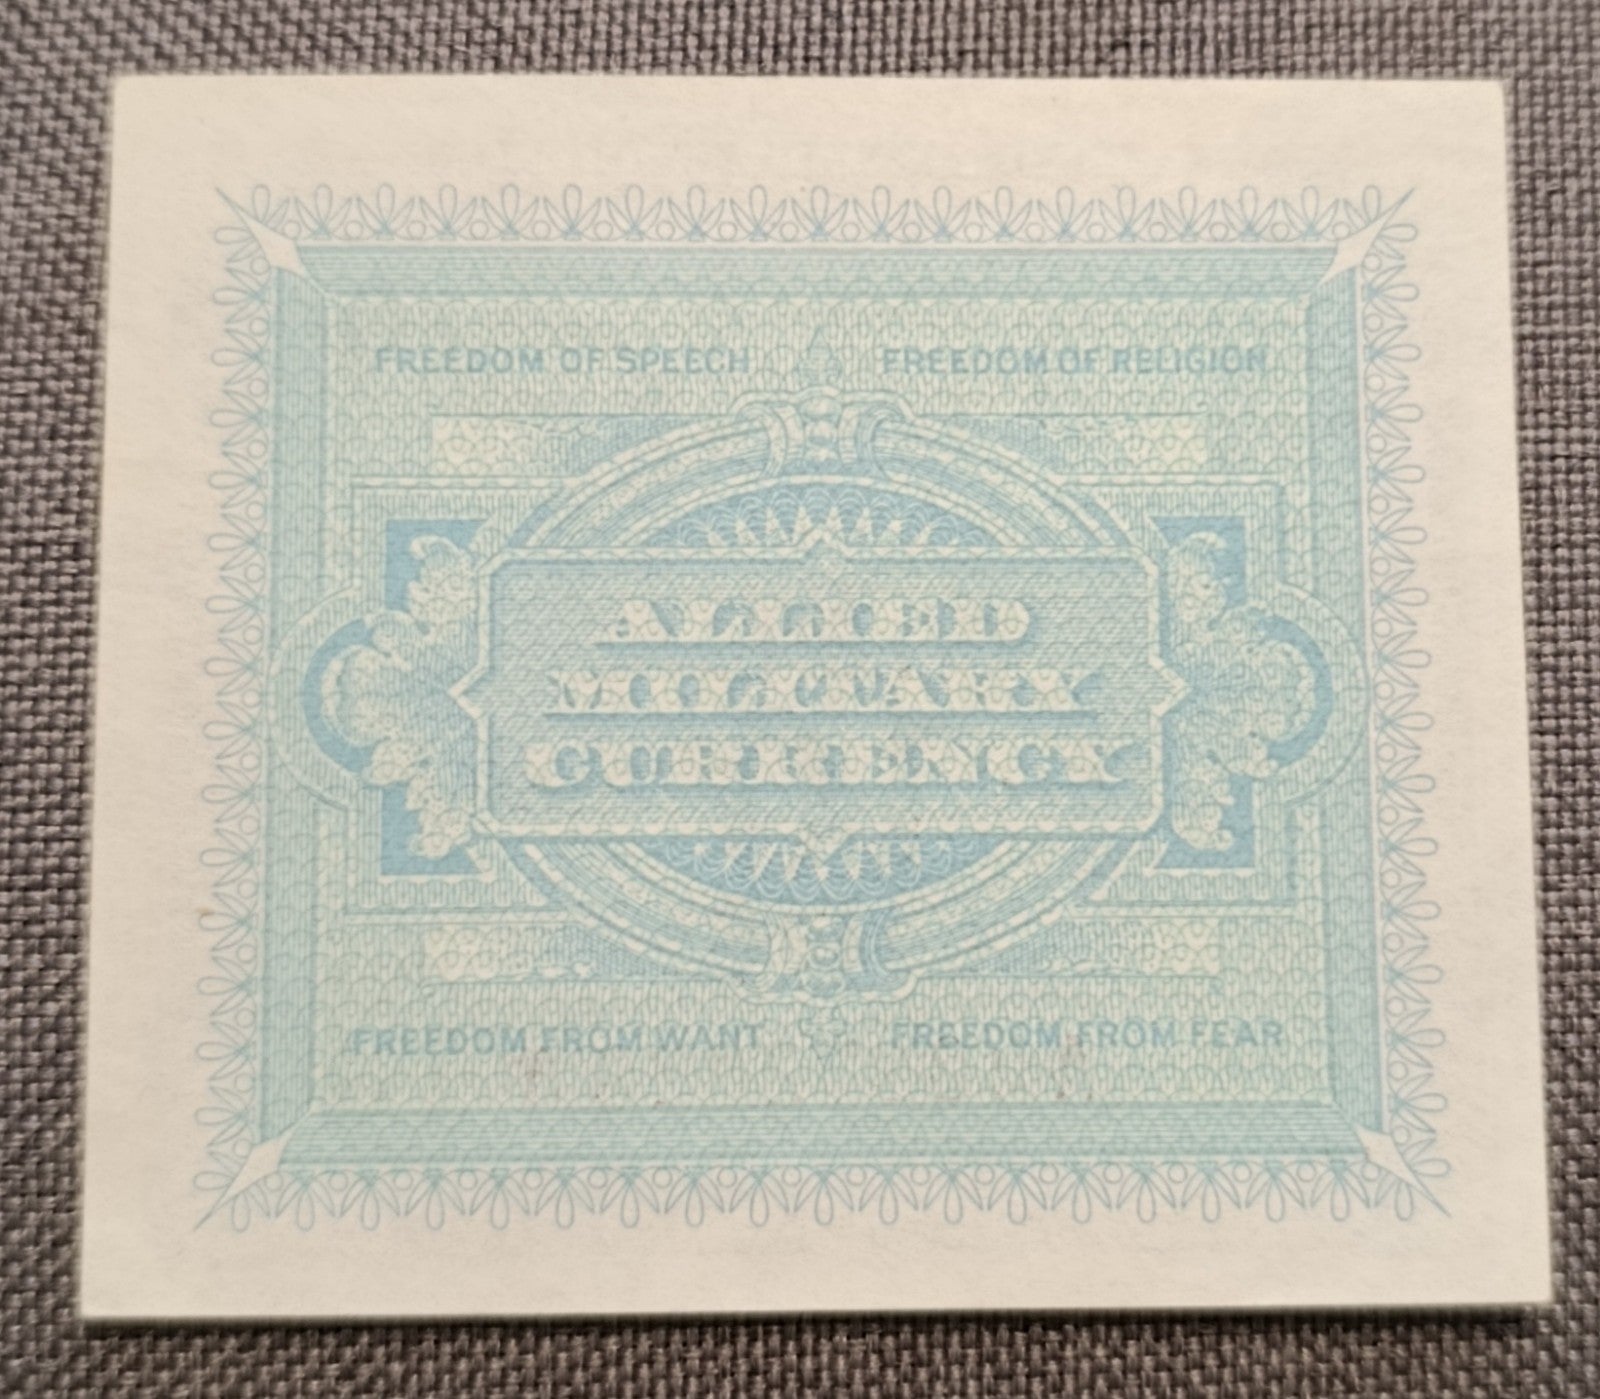 FREEDOM OF SPEECH FREEDOM OF RELIGION
ALLIED
MILITARY
CURRENCY
FREEDOM FROM WANT FREEDOM FROM FEAR